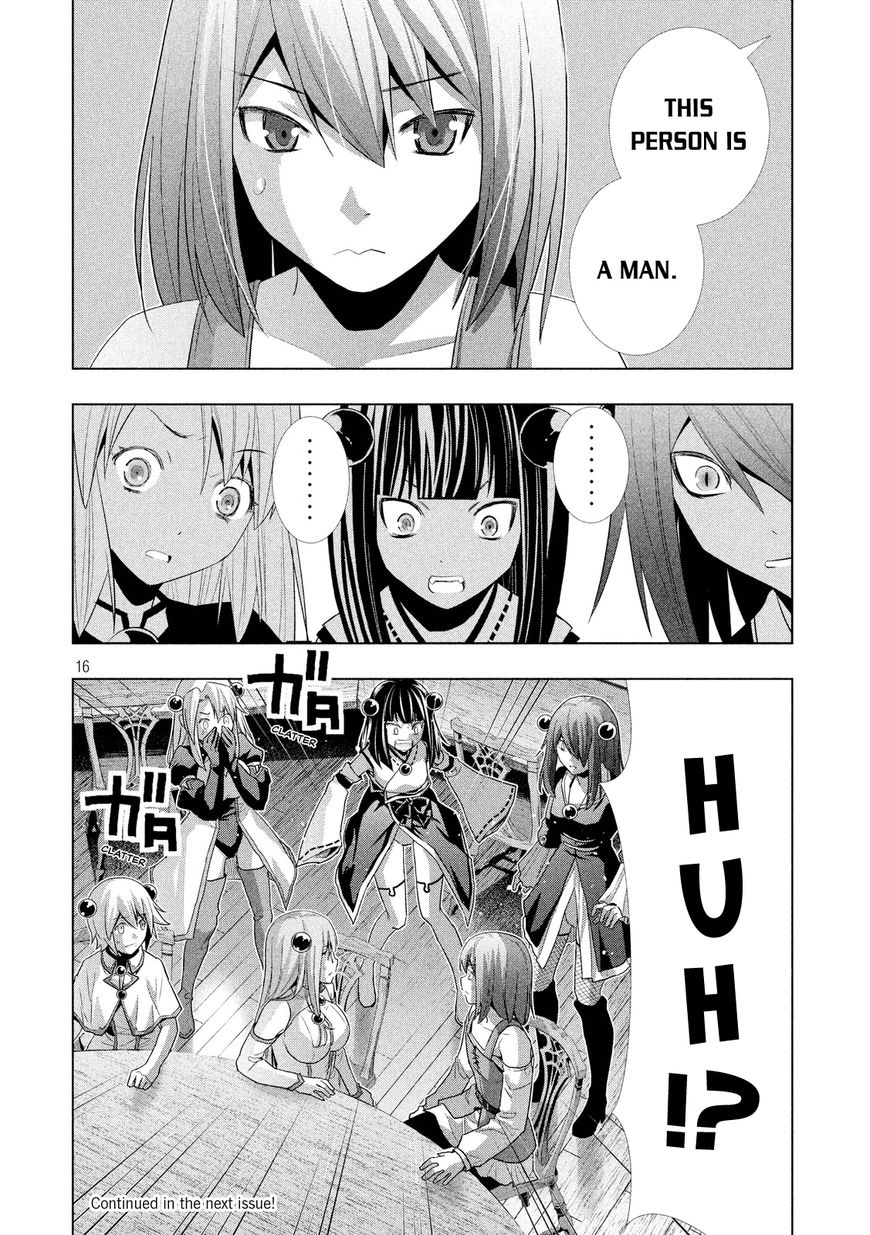 THIS
PERSON IS
A MAN.
......
......
16
ガタ
CLATTER
ガタ
CLATTER
HUH!?
Continued in the next issue!